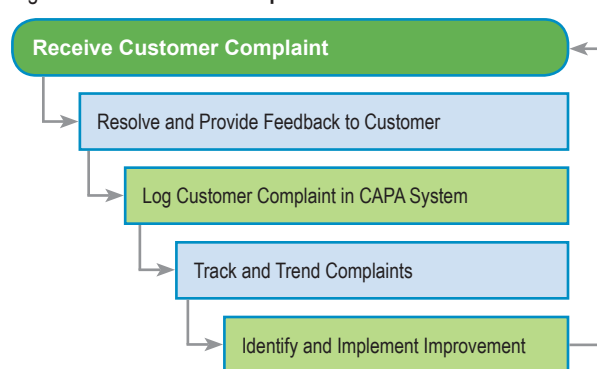 Receive Customer Complaint
Resolve and Provide Feedback to Customer
Log Customer Complaint in CAPA System
Track and Trend Complaints
Identify and Implement Improvement